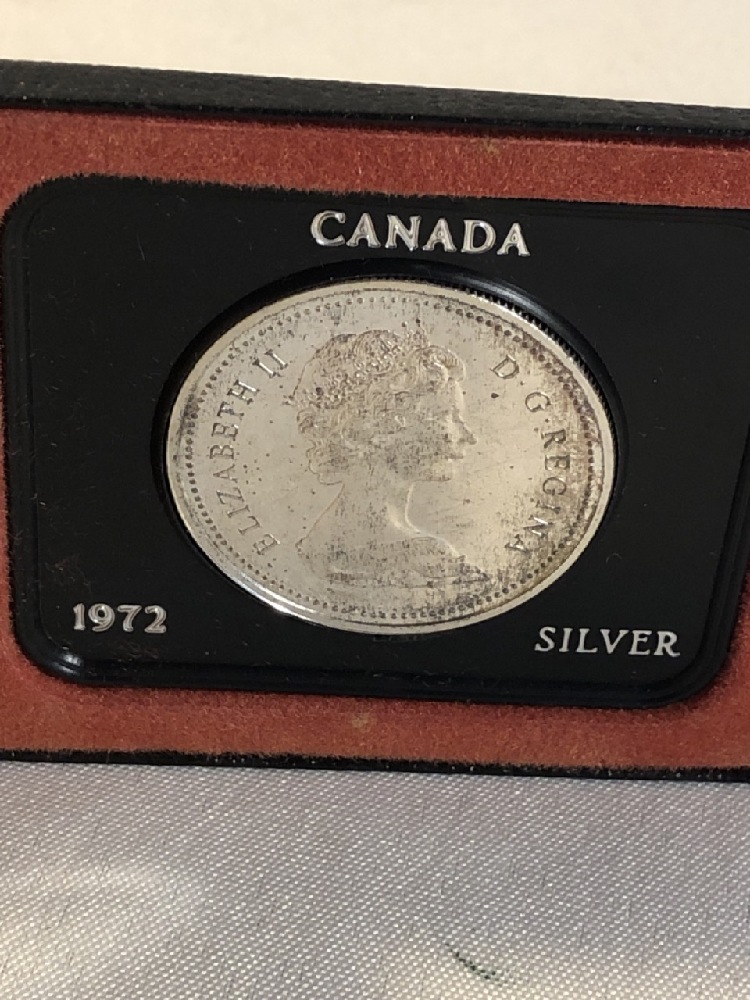 CANADA
ELIZABETH II D·G·REGINA
1972
SILVER